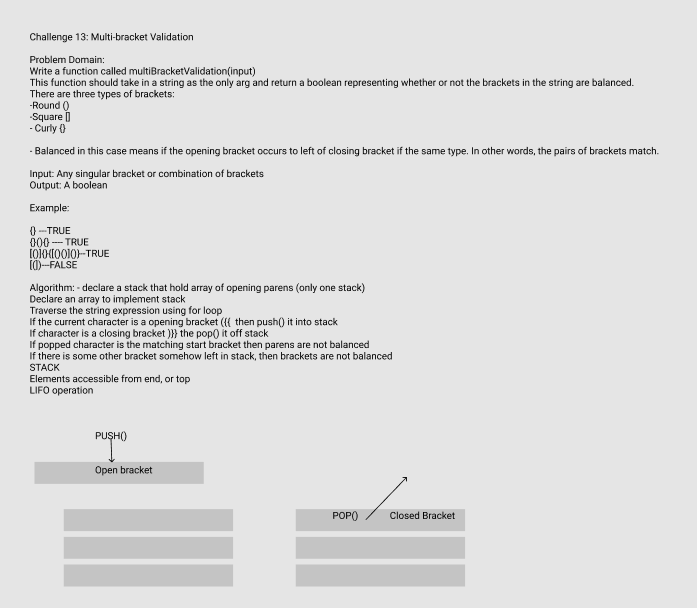 Challenge 13: Multi-bracket Validation
Problem Domain:
Write a function called multiBracketValidation(input)
This function should take in a string as the only arg and return a boolean representing whether or not the brackets in the string are balanced.
There are three types of brackets:
-Round ()
-Square []
- Curly {}
- Balanced in this case means if the opening bracket occurs to left of closing bracket if the same type. In other words, the pairs of brackets match.
Input: Any singular bracket or combination of brackets
Output: A boolean
Example:
{} ---TRUE
{}(){} ---- TRUE
[()]{}{[()()]()}--TRUE
[(])---FALSE
Algorithm: - declare a stack that hold array of opening parens (only one stack)
Declare an array to implement stack
Traverse the string expression using for loop
If the current character is a opening bracket ({{ then push() it into stack
If character is a closing bracket )}} the pop() it off stack
If popped character is the matching start bracket then parens are not balanced
If there is some other bracket somehow left in stack, then brackets are not balanced
STACK
Elements accessible from end, or top
LIFO operation
PUSH()
Open bracket
POP() Closed Bracket